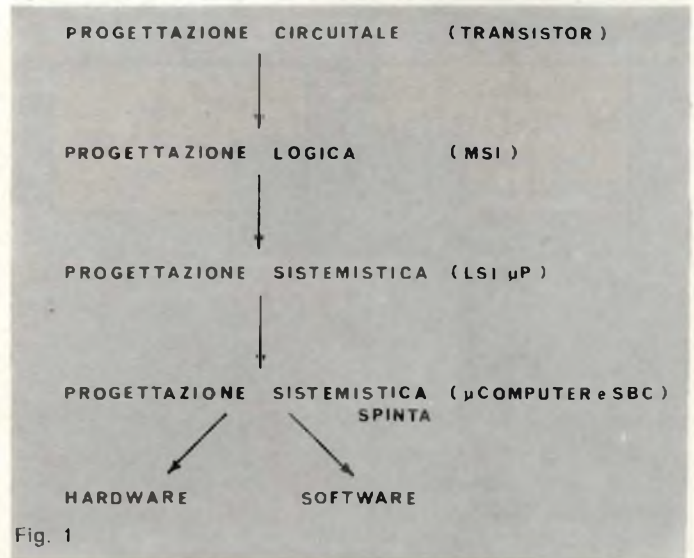 PROGETTAZIONE CIRCUITALE (TRANSISTOR)
PROGETTAZIONE LOGICA (MSI)
PROGETTAZIONE SISTEMISTICA (LSI µP)
PROGETTAZIONE SISTEMISTICA (µCOMPUTER e SBC)
SPINTA
HARDWARE SOFTWARE
Fig. 1